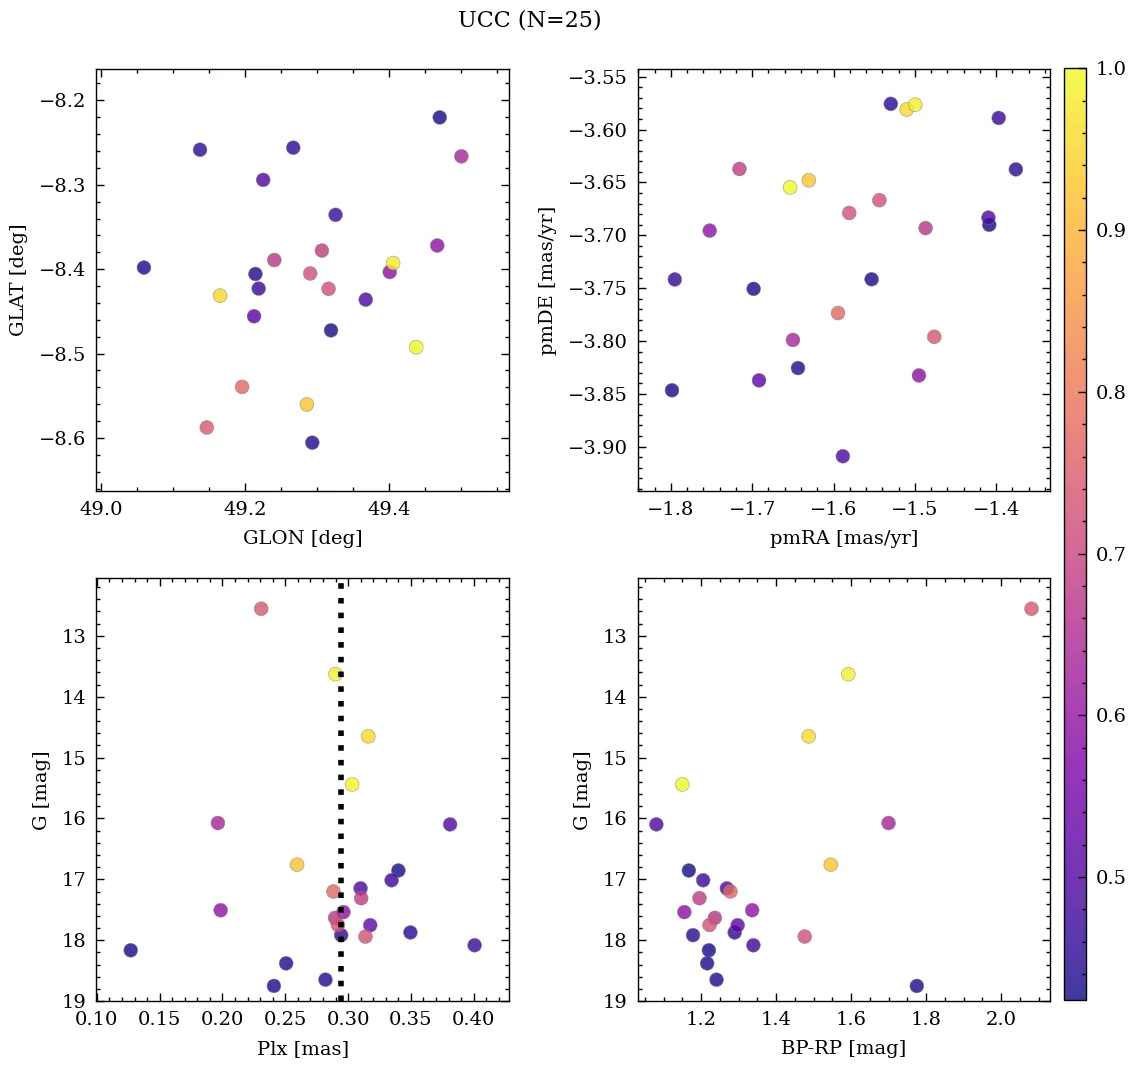 UCC (N=25)
−8.2
−8.3
−8.4
−8.5
−8.6
GLAT [deg]
49.0 49.2 49.4
GLON [deg]
−3.55
−3.60
−3.65
−3.70
−3.75
−3.80
−3.85
−3.90
pmDE [mas/yr]
−1.8 −1.7 −1.6 −1.5 −1.4
pmRA [mas/yr]
13
14
15
16
17
18
19
G [mag]
0.10 0.15 0.20 0.25 0.30 0.35 0.40
Plx [mas]
13
14
15
16
17
18
19
G [mag]
1.2 1.4 1.6 1.8 2.0
BP-RP [mag]
1.0
0.9
0.8
0.7
0.6
0.5